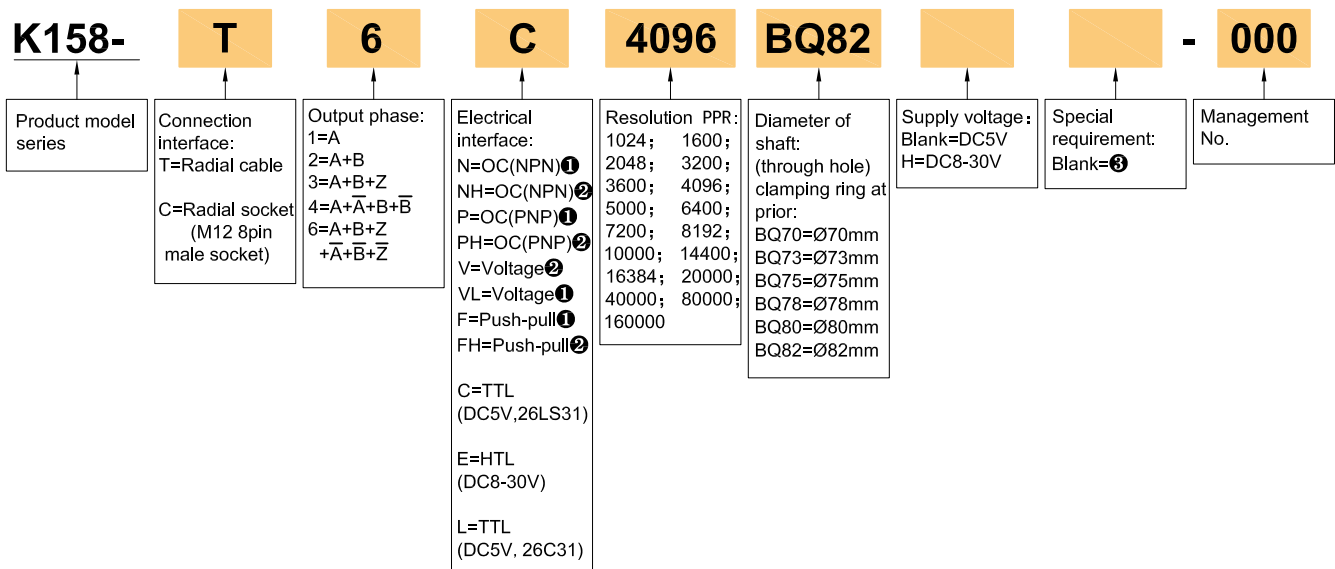 K158- T 6 C 4096 BQ82 - 000
Product model
series
Connection
interface:
T=Radial cable
C=Radial socket
(M12 8pin
male socket)
Output phase:
1=A
2=A+B
3=A+B+Z
4=A+A̅+B+B̅
6=A+B+Z
+A̅+B̅+Z̅
Electrical
interface:
N=OC(NPN)❶
NH=OC(NPN)❷
P=OC(PNP)❶
PH=OC(PNP)❷
V=Voltage❷
VL=Voltage❶
F=Push-pull❶
FH=Push-pull❷
C=TTL
(DC5V,26LS31)
E=HTL
(DC8-30V)
L=TTL
(DC5V, 26C31)
Resolution PPR:
1024; 1600;
2048; 3200;
3600; 4096;
5000; 6400;
7200; 8192;
10000; 14400;
16384; 20000;
40000; 80000;
160000
Diameter of
shaft:
(through hole)
clamping ring at
prior:
BQ70=Ø70mm
BQ73=Ø73mm
BQ75=Ø75mm
BQ78=Ø78mm
BQ80=Ø80mm
BQ82=Ø82mm
Supply voltage:
Blank=DC5V
H=DC8-30V
Special
requirement:
Blank=❸
Management
No.